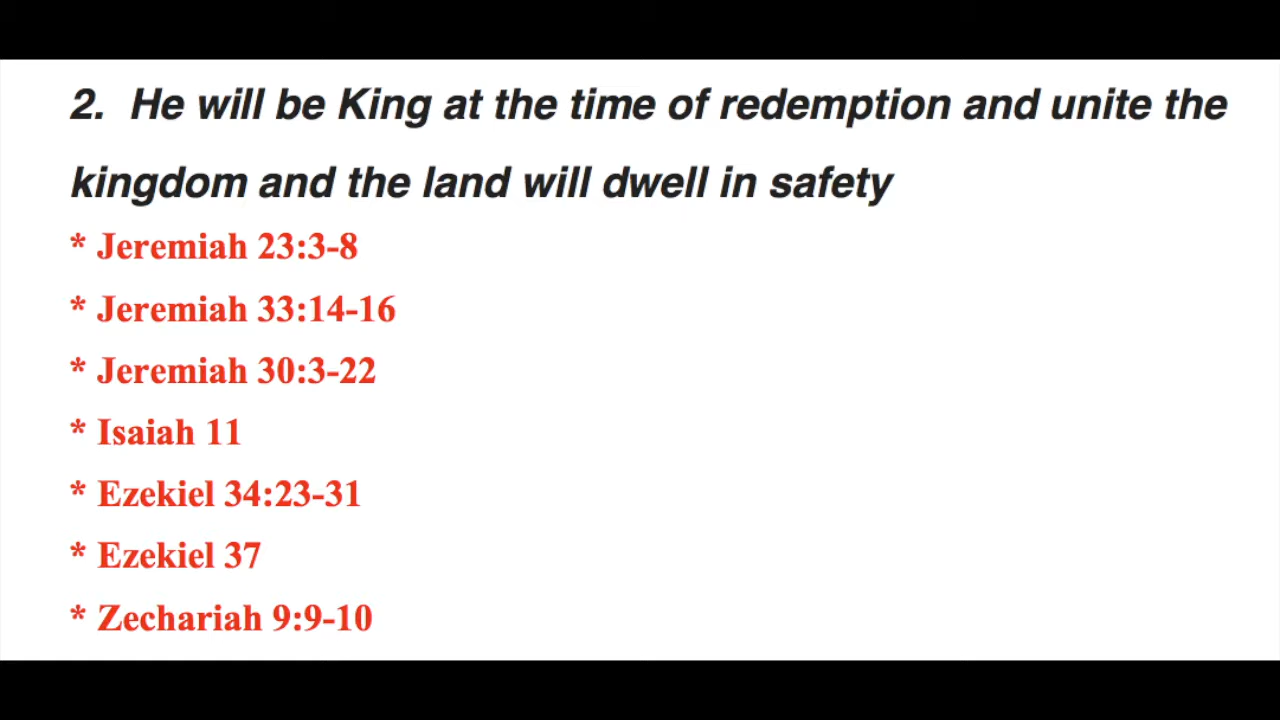 2. He will be King at the time of redemption and unite the
kingdom and the land will dwell in safety
* Jeremiah 23:3-8
* Jeremiah 33:14-16
* Jeremiah 30:3-22
* Isaiah 11
* Ezekiel 34:23-31
* Ezekiel 37
* Zechariah 9:9-10